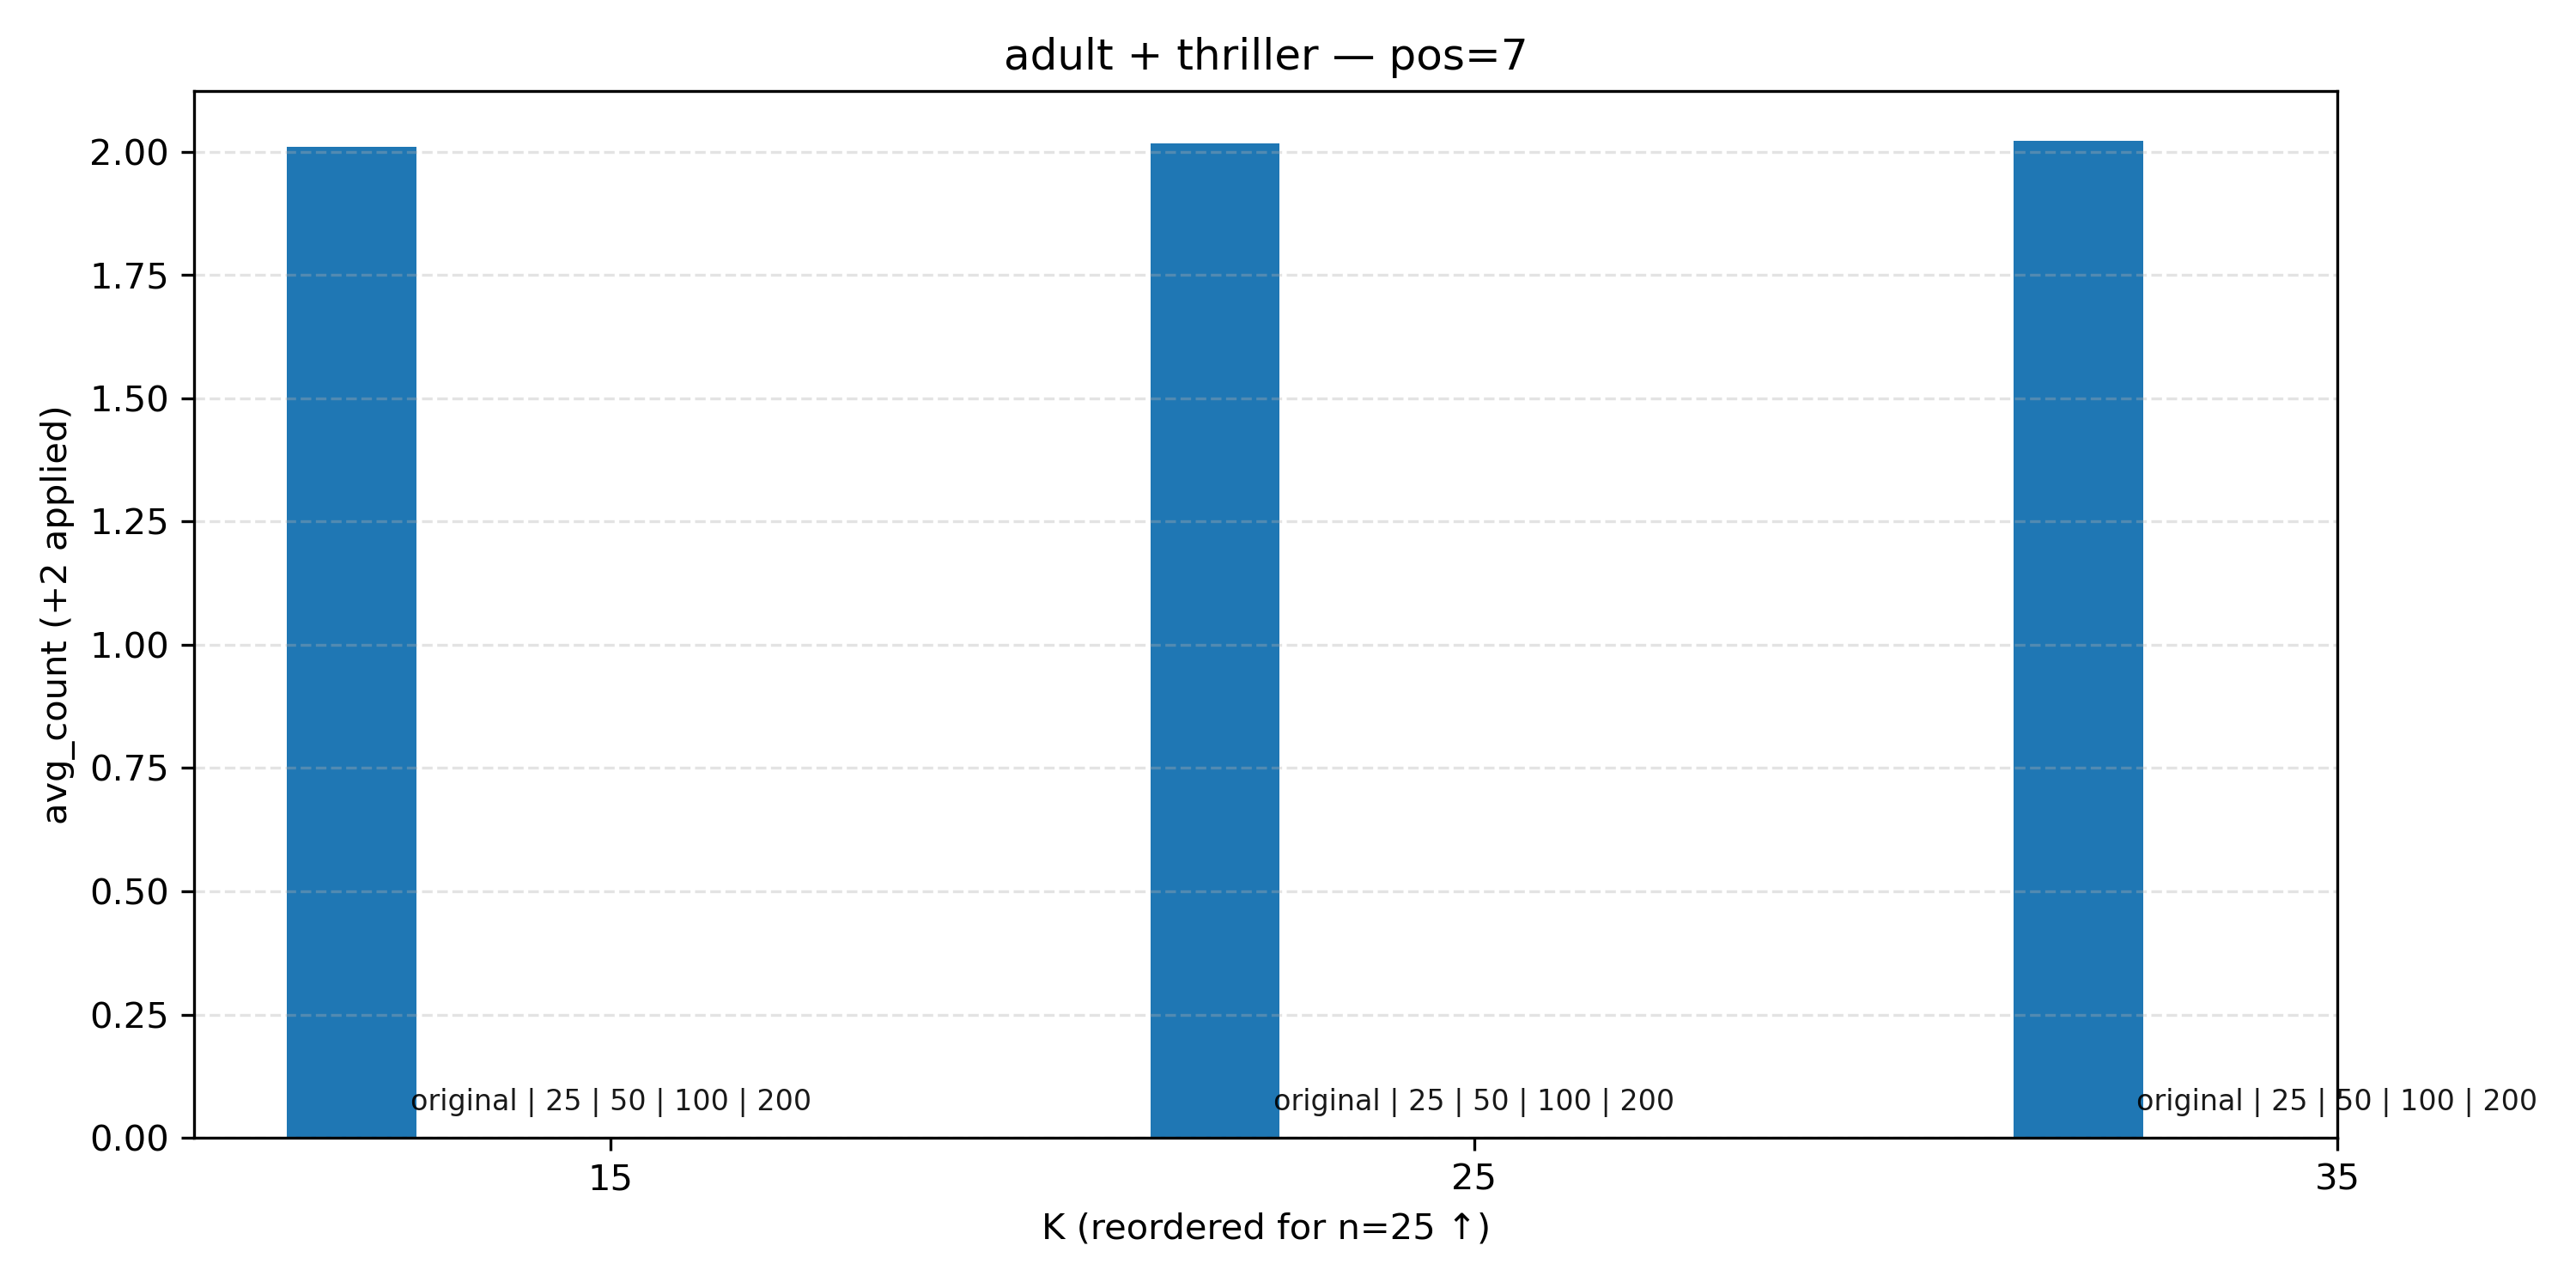 adult + thriller — pos=7
avg_count (+2 applied)
2.00
1.75
1.50
1.25
1.00
0.75
0.50
0.25
0.00
original | 25 | 50 | 100 | 200
original | 25 | 50 | 100 | 200
original | 25 | 50 | 100 | 200
15
25
35
K (reordered for n=25 ↑)